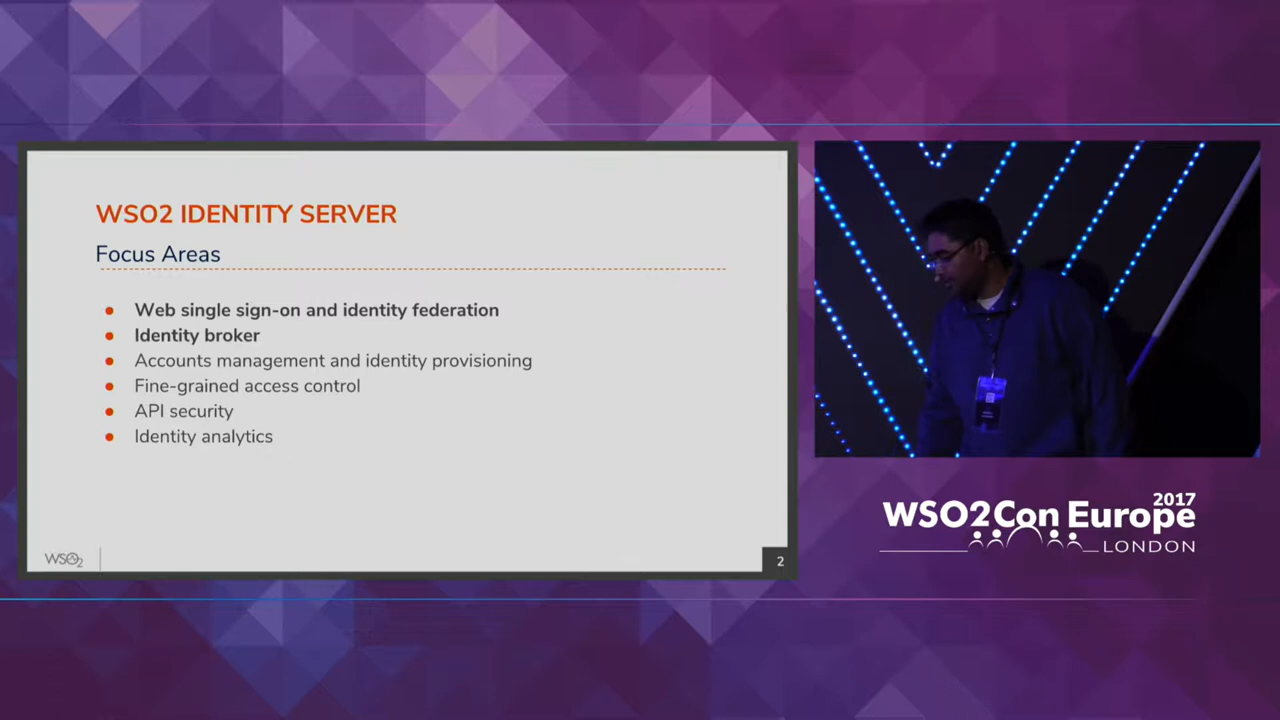 WSO2 IDENTITY SERVER
Focus Areas
● Web single sign-on and identity federation
● Identity broker
● Accounts management and identity provisioning
● Fine-grained access control
● API security
● Identity analytics
WSO2
2
2017
WSO2Con Europe
LONDON